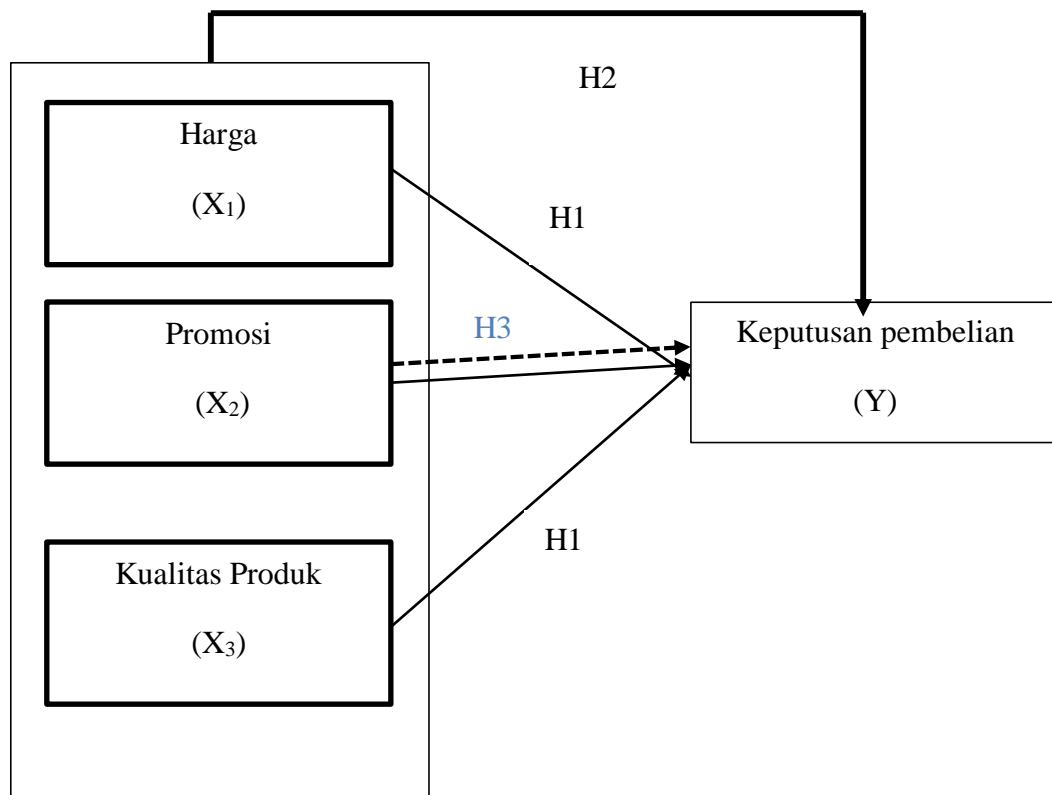 H2
Harga
(X₁)
H1
Promosi
(X₂)
H3
Keputusan pembelian
(Y)
Kualitas Produk
(X₃)
H1